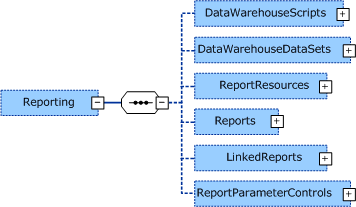 DataWarehouseScripts
DataWarehouseDataSets
ReportResources
Reporting
Reports
LinkedReports
ReportParameterControls